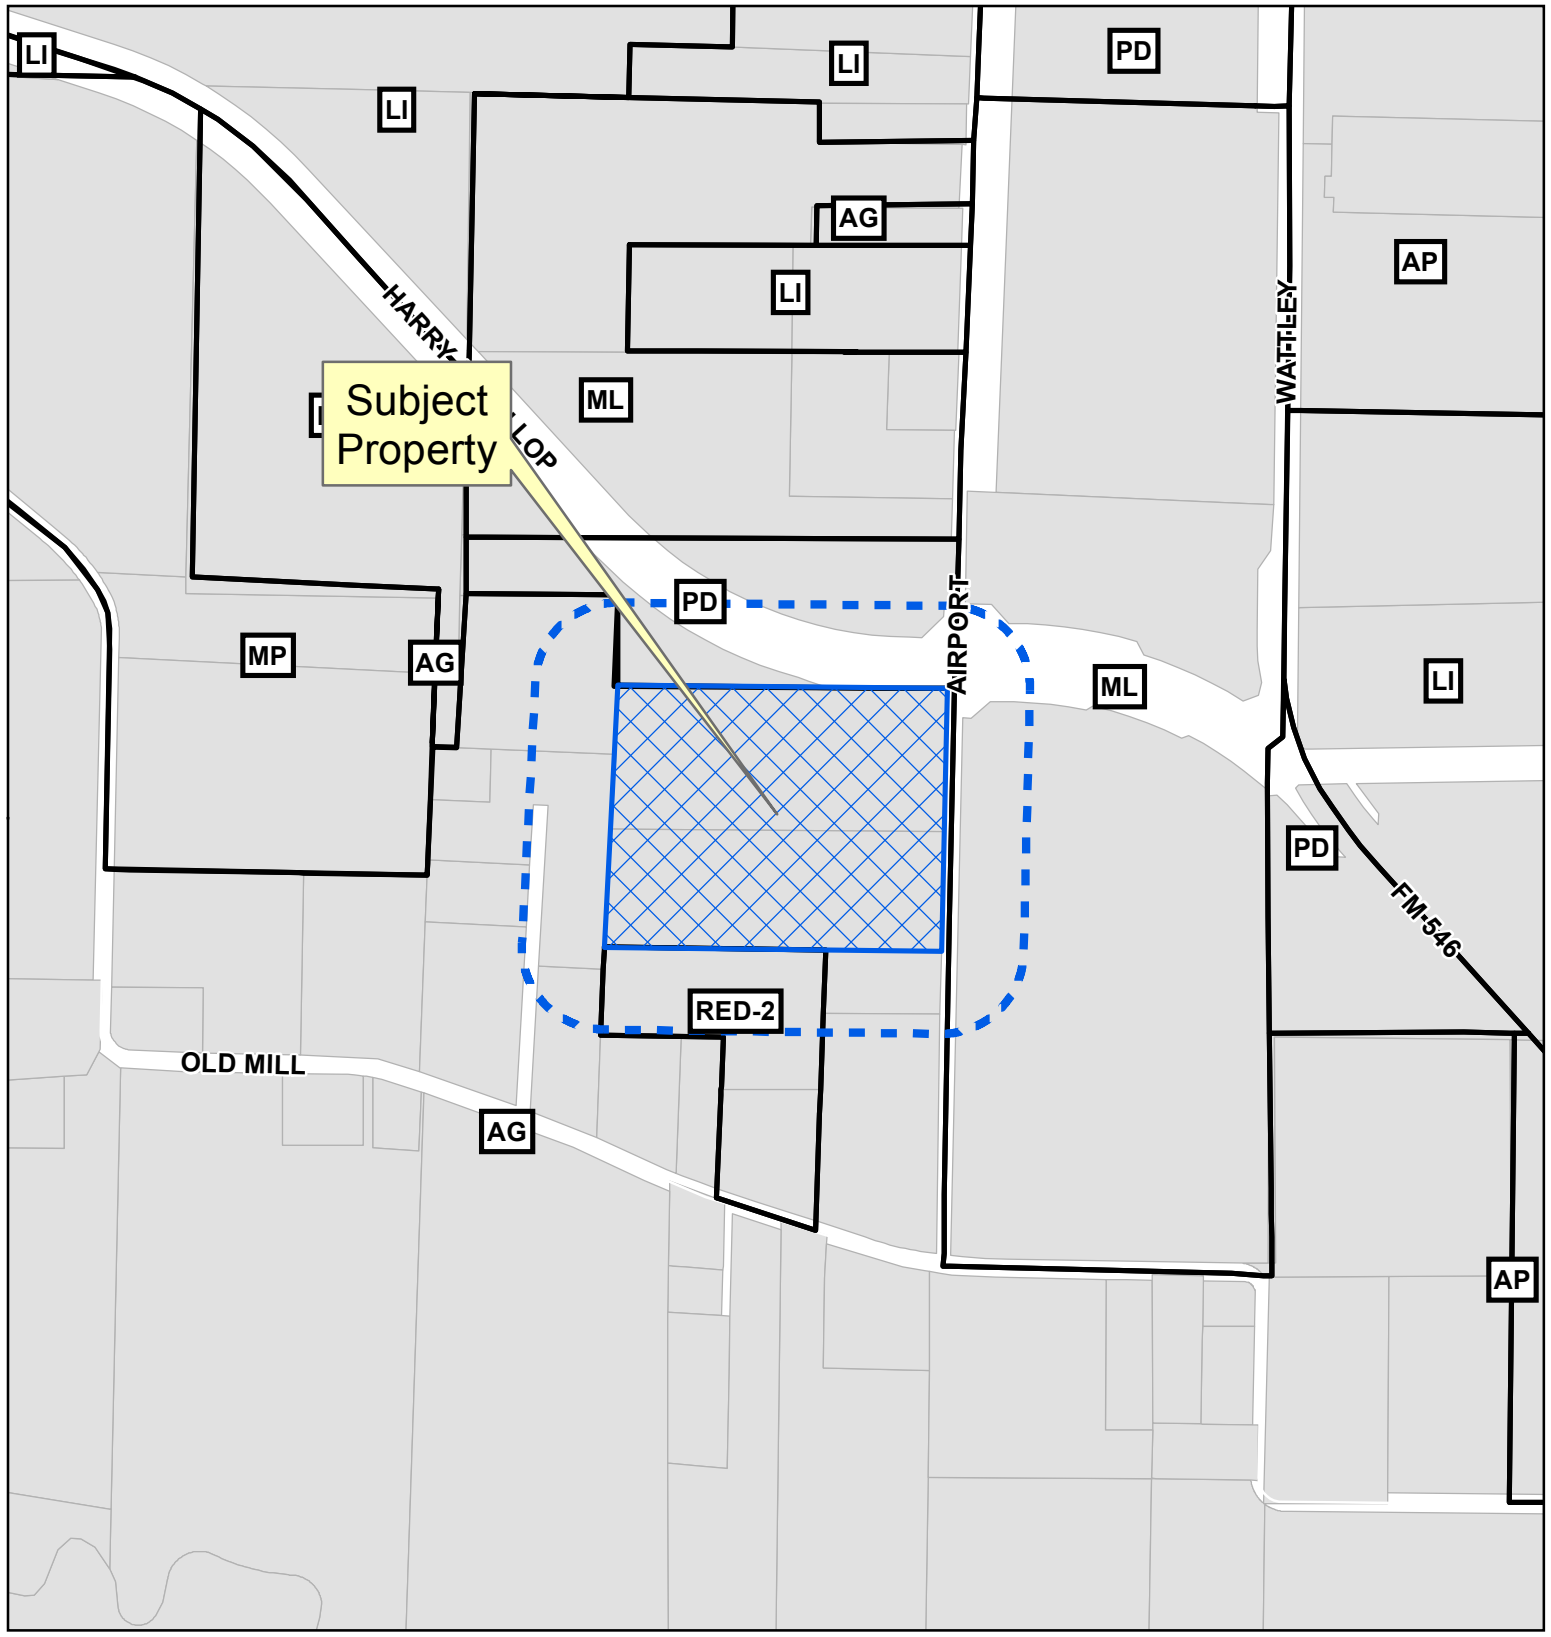 LI
LI
LI
PD
AG
AP
LI
HARRY
WATTLEY
ML
Subject
Property
LOP
PD
AIRPORT
MP
AG
ML
LI
PD
FM-546
RED-2
OLD MILL
AG
AP